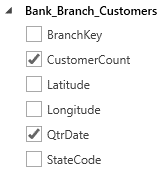 Bank_Branch_Customers
BranchKey
CustomerCount
Latitude
Longitude
QtrDate
StateCode